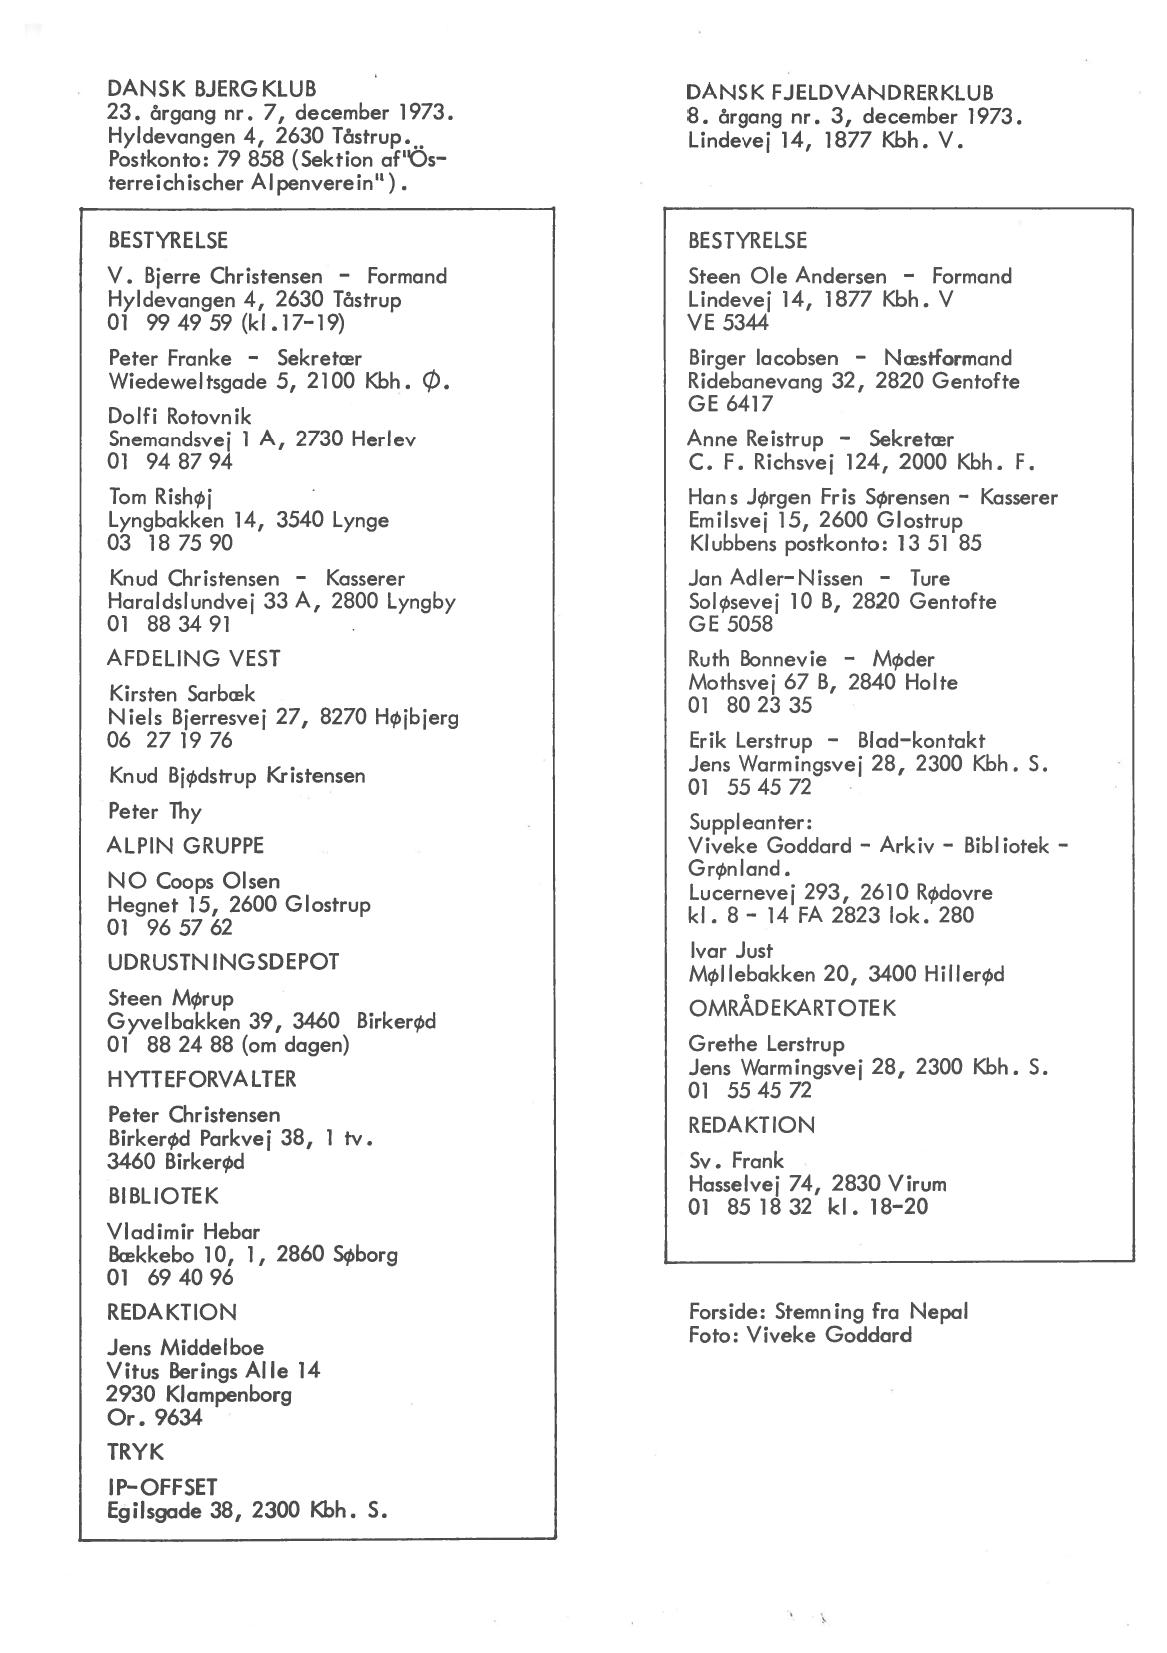 DANSK BJERGKLUB
23. årgang nr. 7, december 1973.
Hyldevangen 4, 2630 Tåstrup.
Postkonto: 79 858 (Sektion af "Ös-
terreichischer Alpenverein").
BESTYRELSE
V. Bjerre Christensen - Formand
Hyldevangen 4, 2630 Tåstrup
01 99 49 59 (kl.17-19)
Peter Franke - Sekretær
Wiedeweltsgade 5, 2100 Kbh. Ø.
Dolfi Rotovnik
Snemandsvej 1 A, 2730 Herlev
01 94 87 94
Tom Rishøj
Lyngbakken 14, 3540 Lynge
03 18 75 90
Knud Christensen - Kasserer
Haraldslundvej 33 A, 2800 Lyngby
01 88 34 91
AFDELING VEST
Kirsten Sarbæk
Niels Bjerresvej 27, 8270 Højbjerg
06 27 19 76
Knud Bjødstrup Kristensen
Peter Thy
ALPIN GRUPPE
NO Coops Olsen
Hegnet 15, 2600 Glostrup
01 96 57 62
UDRUSTNINGSDEPOT
Steen Mørup
Gyvelbakken 39, 3460 Birkerød
01 88 24 88 (om dagen)
HYTTEFORVALTER
Peter Christensen
Birkerød Parkvej 38, 1 tv.
3460 Birkerød
BIBLIOTEK
Vladimir Hebar
Bækkebo 10, 1, 2860 Søborg
01 69 40 96
REDAKTION
Jens Middelboe
Vitus Berings Alle 14
2930 Klampenborg
Or. 9634
TRYK
IP-OFFSET
Egilsgade 38, 2300 Kbh. S.
DANSK FJELDVANDRERKLUB
8. årgang nr. 3, december 1973.
Lindevej 14, 1877 Kbh. V.
BESTYRELSE
Steen Ole Andersen - Formand
Lindevej 14, 1877 Kbh. V
VE 5344
Birger Iacobsen - Næstformand
Ridebanevang 32, 2820 Gentofte
GE 6417
Anne Reistrup - Sekretær
C. F. Richsvej 124, 2000 Kbh. F.
Hans Jørgen Fris Sørensen - Kasserer
Emilsvej 15, 2600 Glostrup
Klubbens postkonto: 13 51 85
Jan Adler-Nissen - Ture
Soløsevej 10 B, 2820 Gentofte
GE 5058
Ruth Bonnevie - Møder
Mothsvej 67 B, 2840 Holte
01 80 23 35
Erik Lerstrup - Blad-kontakt
Jens Warmingsvej 28, 2300 Kbh. S.
01 55 45 72
Suppleanter:
Viveke Goddard - Arkiv - Bibliotek -
Grønland.
Lucernevej 293, 2610 Rødovre
kl. 8 - 14 FA 2823 lok. 280
Ivar Just
Møllebakken 20, 3400 Hillerød
OMRÅDEKARTOTEK
Grethe Lerstrup
Jens Warmingsvej 28, 2300 Kbh. S.
01 55 45 72
REDAKTION
Sv. Frank
Hasselvej 74, 2830 Virum
01 85 18 32 kl. 18-20
Forside: Stemning fra Nepal
Foto: Viveke Goddard